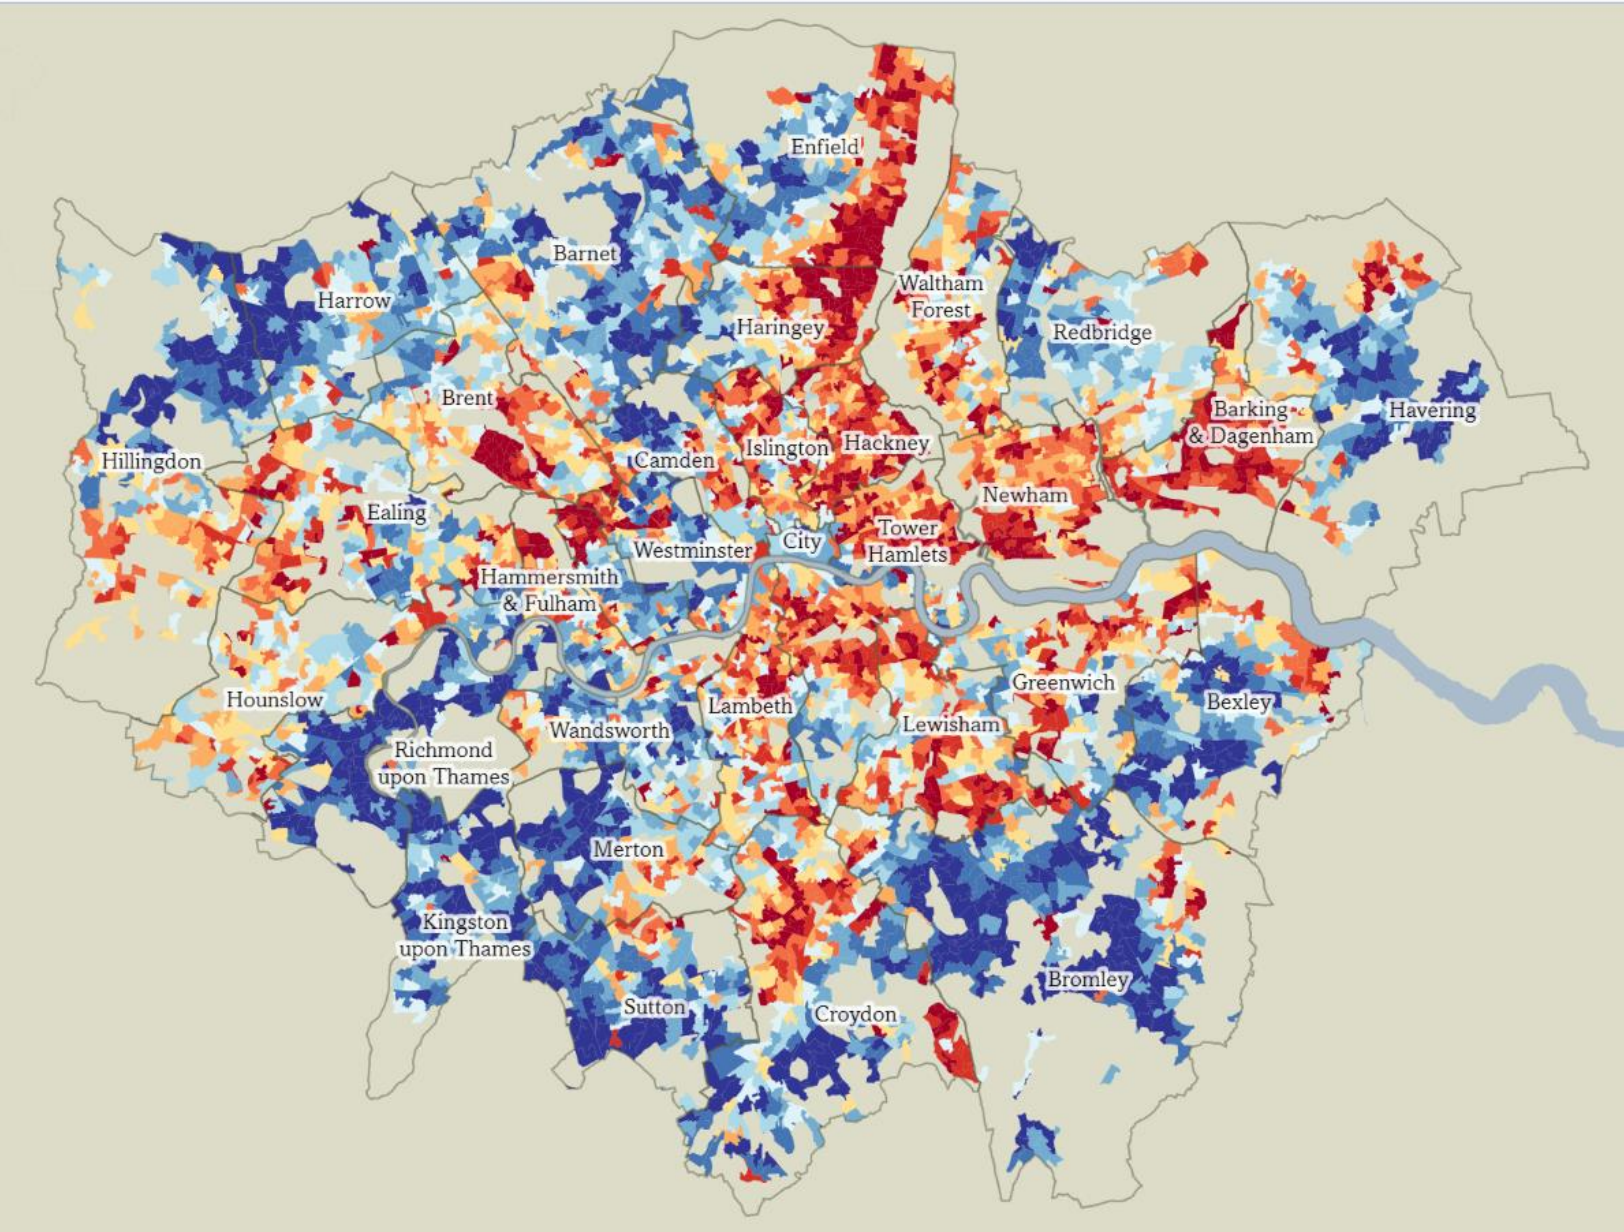 Enfield
Barnet
Waltham
Forest
Harrow
Haringey
Redbridge
Brent
Barking
& Dagenham
Havering
Islington
Hackney
Camden
Hillingdon
Newham
Ealing
Tower
Hamlets
City
Westminster
Hammersmith
& Fulham
Greenwich
Hounslow
Bexley
Lambeth
Lewisham
Wandsworth
Richmond
upon Thames
Merton
Kingston
upon Thames
Bromley
Sutton
Croydon